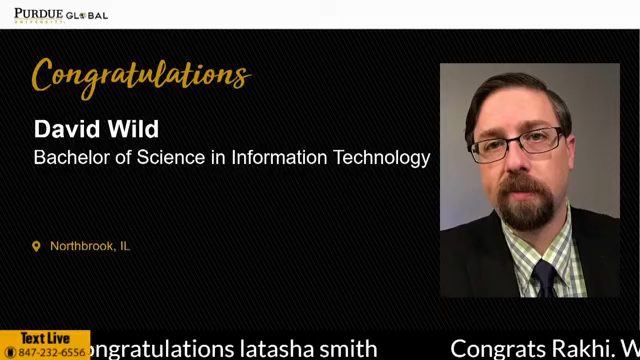 PURDUE GLOBAL
UNIVERSITY
Congratulations
David Wild
Bachelor of Science in Information Technology
Northbrook, IL
Text Live
847-232-6556
ongratulations latasha smith
Congrats Rakhi. W